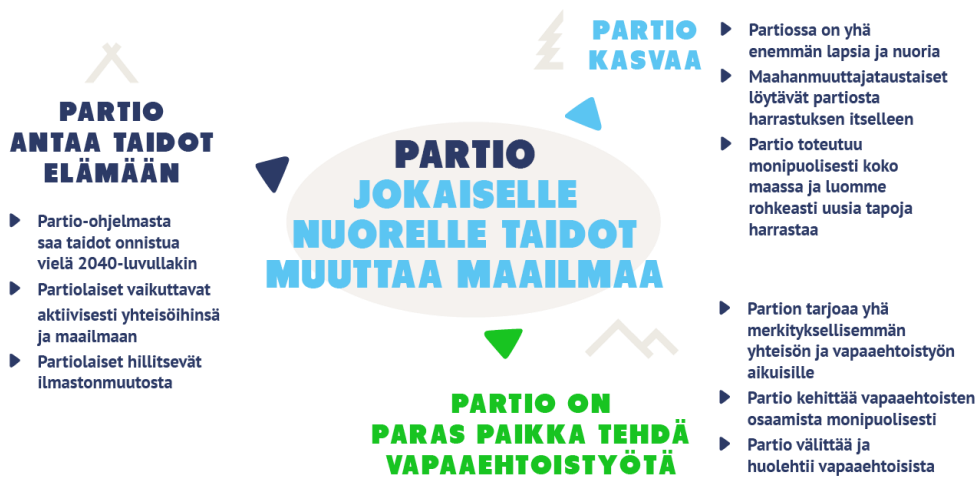 PARTIO
JOKAISELLE
NUORELLE TAIDOT
MUUTTAA MAAILMAA
PARTIO
ANTAA TAIDOT
ELÄMÄÄN
Partio-ohjelmasta
saa taidot onnistua
vielä 2040-luvullakin
Partiolaiset vaikuttavat
aktiivisesti yhteisöihinsä
ja maailmaan
Partiolaiset hillitsevät
ilmastonmuutosta
PARTIO
KASVAA
Partiossa on yhä
enemmän lapsia ja nuoria
Maahanmuuttajataustaiset
löytävät partiosta
harrastuksen itselleen
Partio toteutuu
monipuolisesti koko
maassa ja luomme
rohkeasti uusia tapoja
harrastaa
PARTIO ON
PARAS PAIKKA TEHDÄ
VAPAAEHTOISTYÖTÄ
Partion tarjoaa yhä
merkityksellisemmän
yhteisön ja vapaaehtoistyön
aikuisille
Partio kehittää vapaaehtoisten
osaamista monipuolisesti
Partio välittää ja
huolehtii vapaaehtoisista